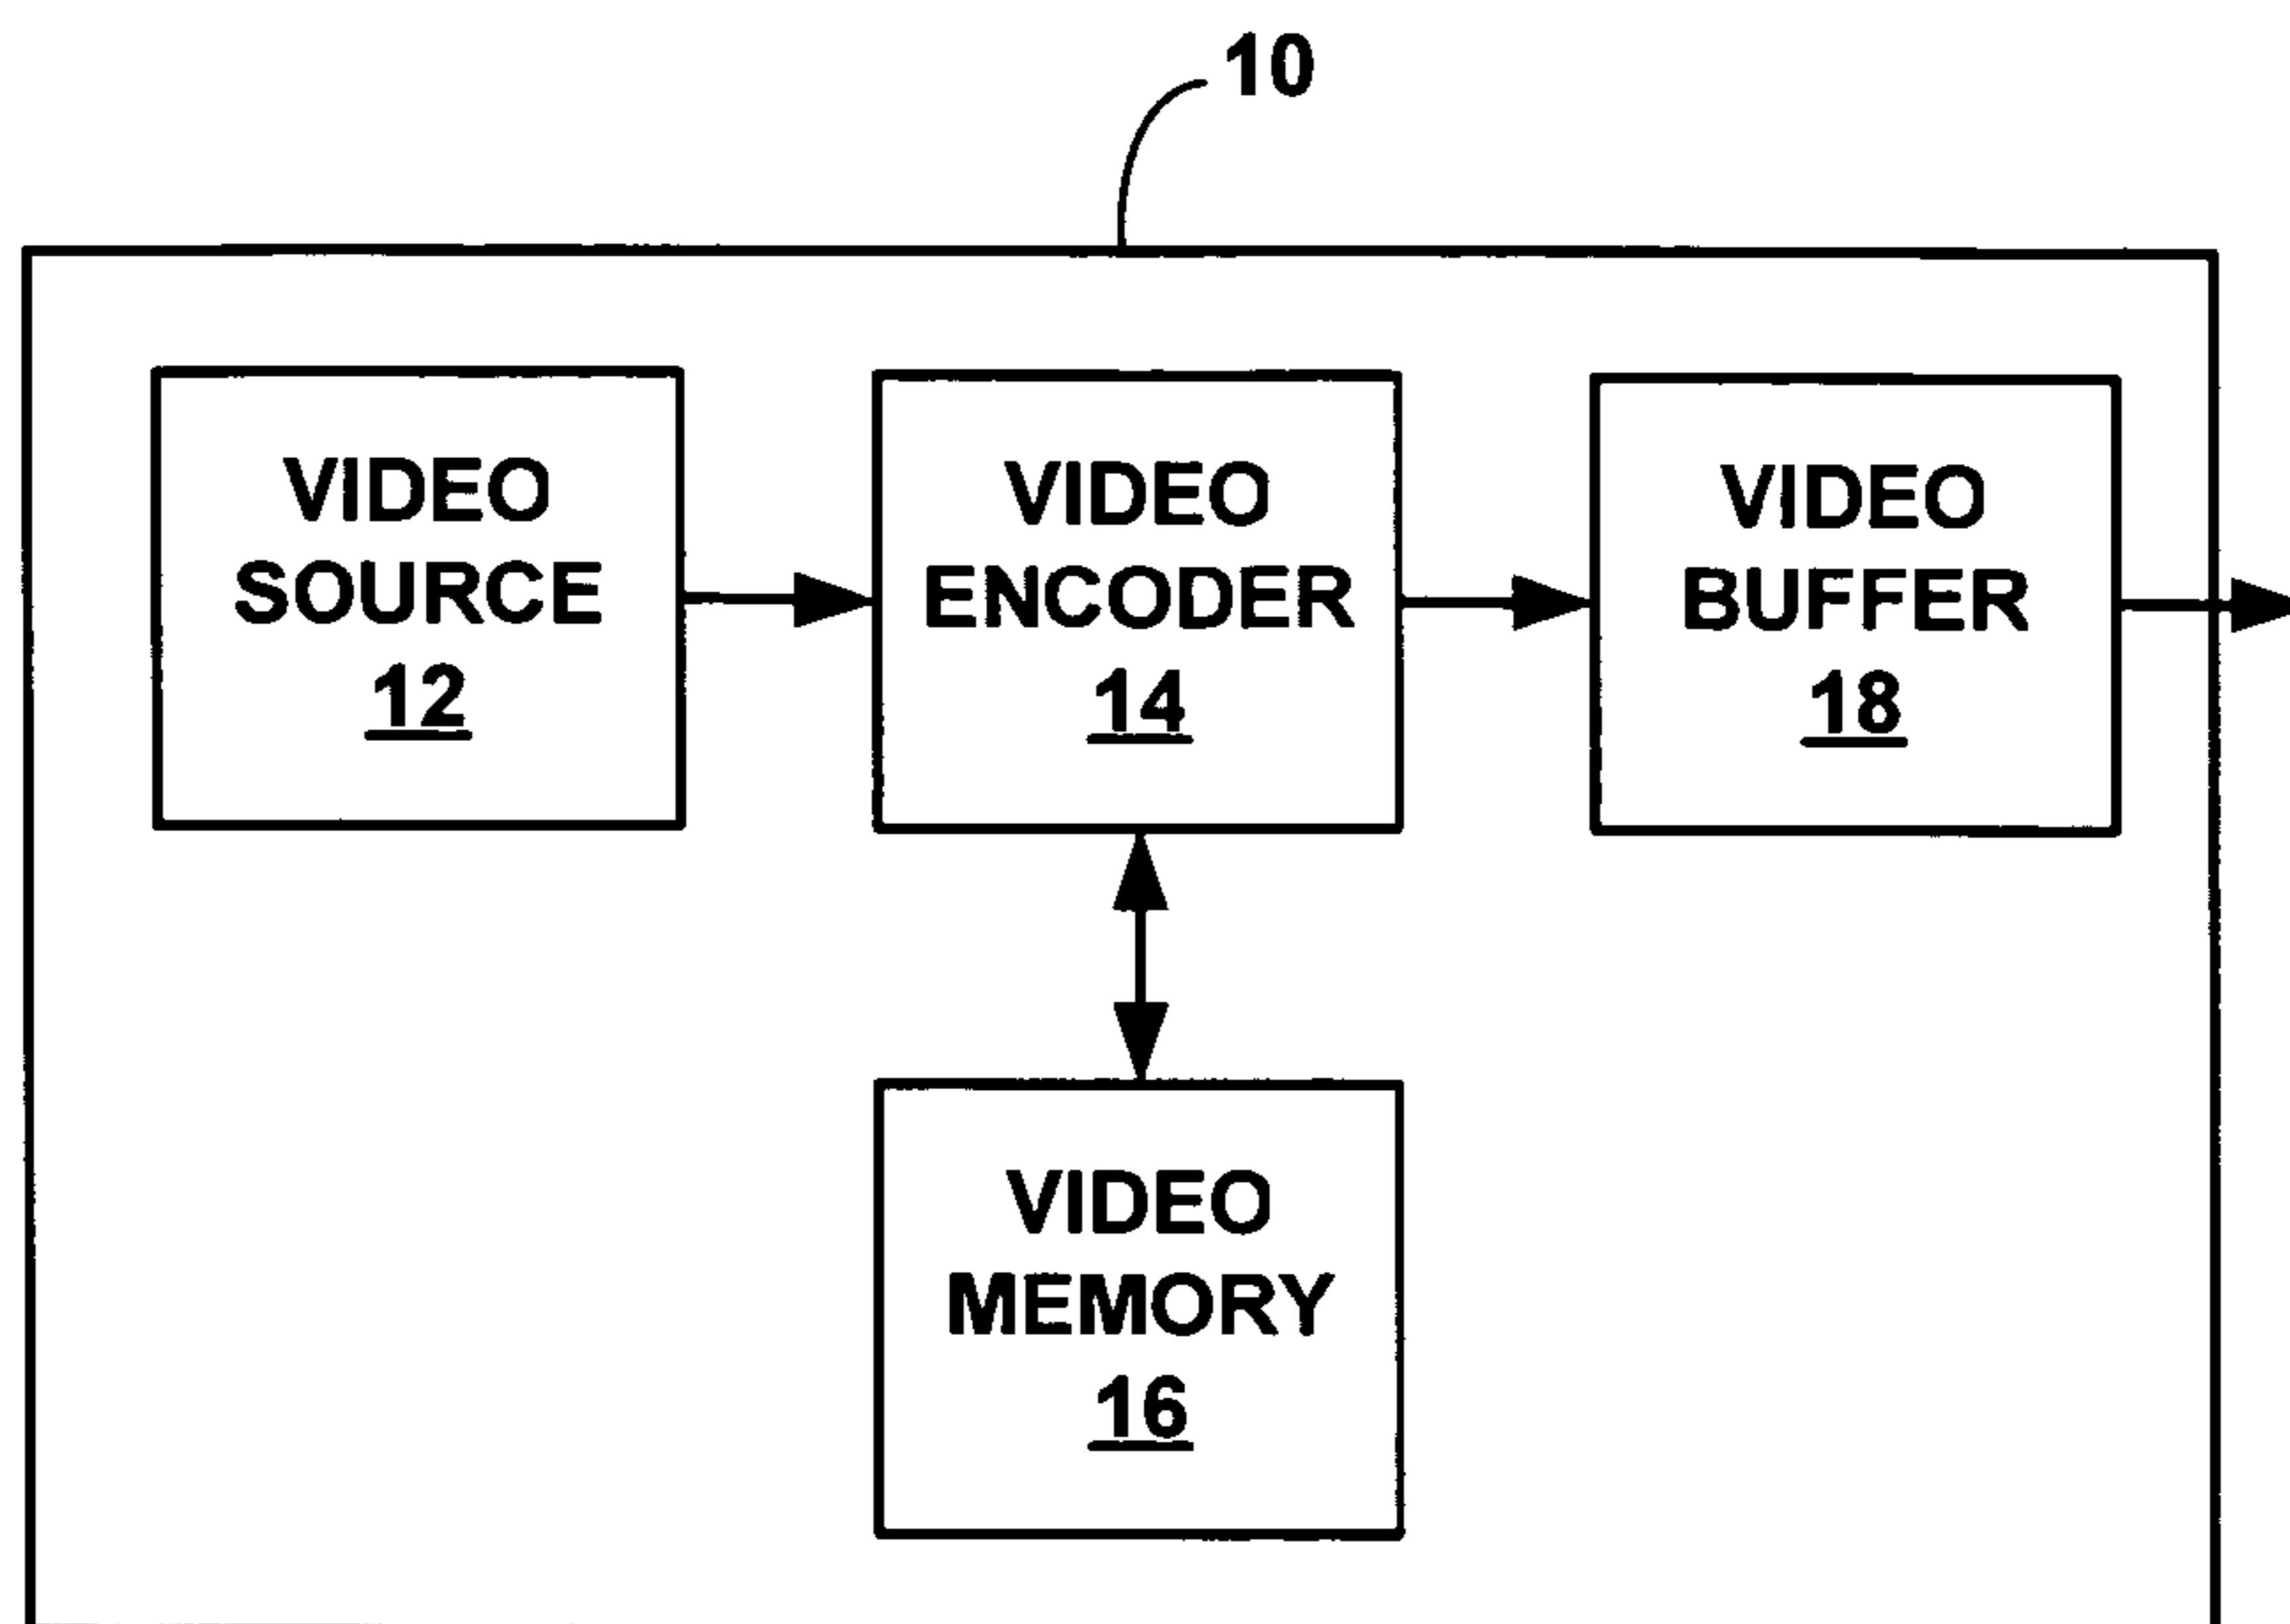 10
VIDEO
SOURCE
12
VIDEO
ENCODER
14
VIDEO
BUFFER
18
VIDEO
MEMORY
16